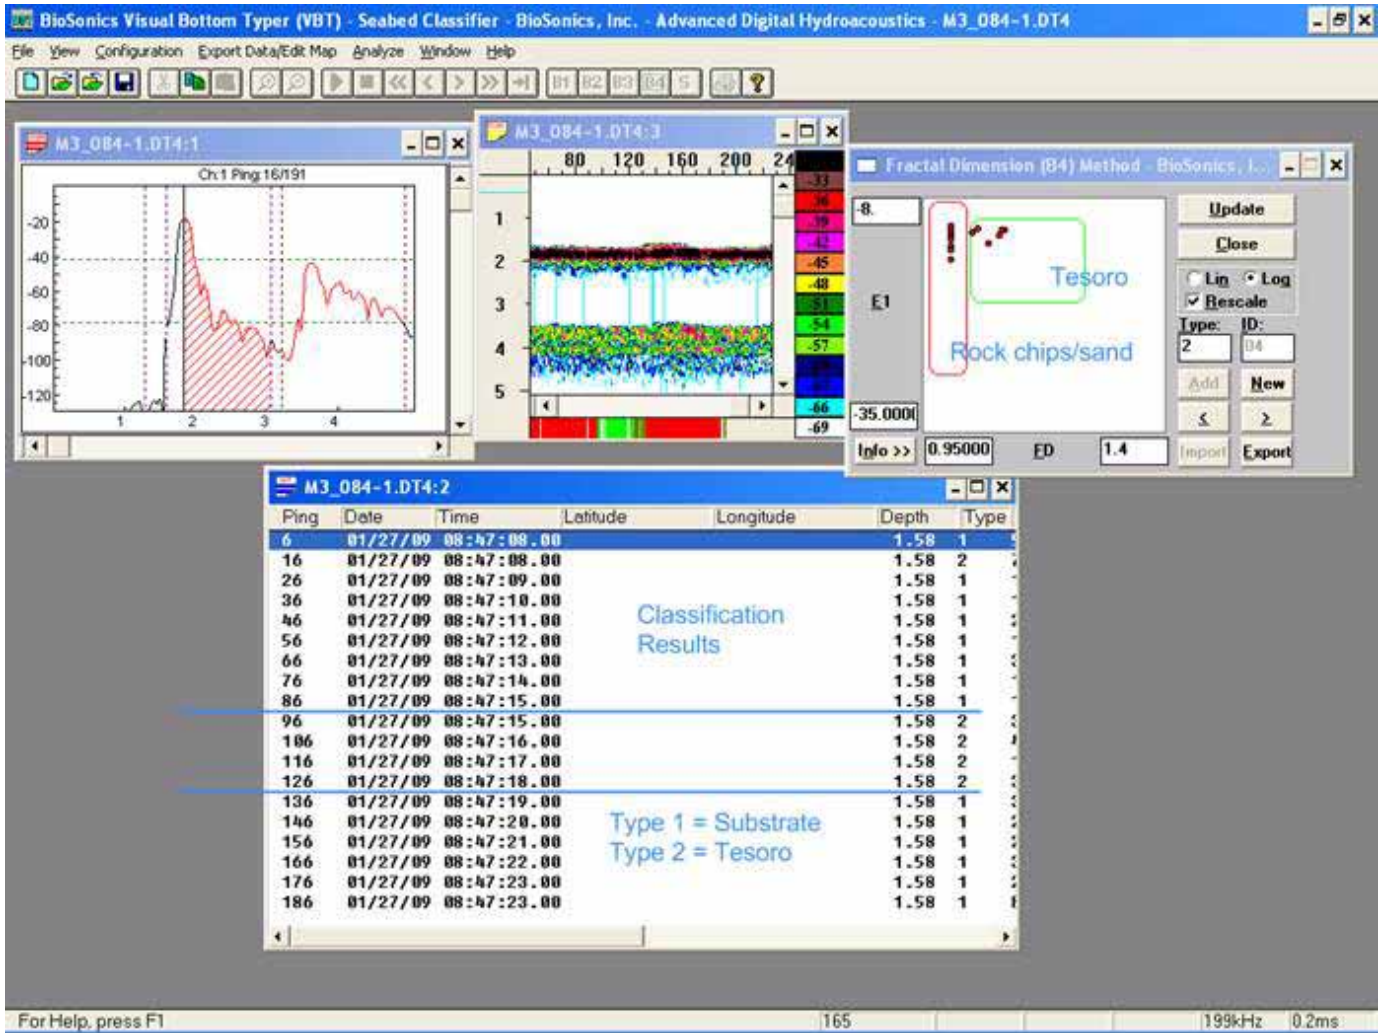 BioSonics Visual Bottom Typer (VBT) - Seabed Classifier - BioSonics, Inc. - Advanced Digital Hydroacoustics - M3_084-1.DT4
File View Configuration Export Data/Edit Map Analyze Window Help
B1 B2 B3 B4 S
M3_084-1.DT4:1
Ch:1 Ping:16/191
-20
-40
-60
-80
-100
-120
1 2 3 4
M3_084-1.DT4:3
80 120 160 200 24
1
2
3
4
5
-33
-36
-39
-42
-45
-48
-51
-54
-57
-66
-69
Fractal Dimension (B4) Method - BioSonics, I...
-8.
E1
-35.000
Tesoro
Rock chips/sand
Update
Close
Lin Log
Rescale
Type: ID:
2 04
Add New
< >
Import Export
Info >> 0.95000 FD 1.4
M3_084-1.DT4:2
Ping Date Time Latitude Longitude Depth Type
6 01/27/09 08:47:08.00 1.58 1
16 01/27/09 08:47:08.00 1.58 2
26 01/27/09 08:47:09.00 1.58 1
36 01/27/09 08:47:10.00 1.58 1
46 01/27/09 08:47:11.00 1.58 1
56 01/27/09 08:47:12.00 1.58 1
66 01/27/09 08:47:13.00 1.58 1
76 01/27/09 08:47:14.00 1.58 1
86 01/27/09 08:47:15.00 1.58 1
96 01/27/09 08:47:15.00 1.58 2
106 01/27/09 08:47:16.00 1.58 2
116 01/27/09 08:47:17.00 1.58 2
126 01/27/09 08:47:18.00 1.58 2
136 01/27/09 08:47:19.00 1.58 1
146 01/27/09 08:47:20.00 1.58 1
156 01/27/09 08:47:21.00 1.58 1
166 01/27/09 08:47:22.00 1.58 1
176 01/27/09 08:47:23.00 1.58 1
186 01/27/09 08:47:23.00 1.58 1
Classification
Results
Type 1 = Substrate
Type 2 = Tesoro
For Help, press F1 165 199kHz 0.2ms